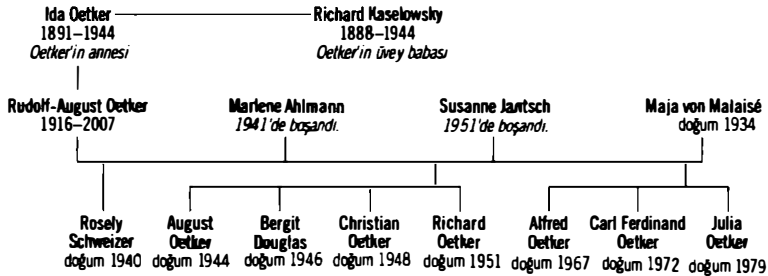 Ida Oetker
1891–1944
Oetker'in annesi
Richard Kaselowsky
1888-1944
Oetker'in üvey babası
Rudolf-August Oetker
1916–2007
Marlene Ahlmann
1941'de boşandı.
Susanne Jantsch
1951'de boşandı.
Maja von Malaisé
doğum 1934
Rosely
Schweizer
doğum 1940
August
Oetker
doğum 1944
Bergit
Douglas
doğum 1946
Christian
Oetker
doğum 1948
Richard
Oetker
doğum 1951
Alfred
Oetker
doğum 1967
Carl Ferdinand
Oetker
doğum 1972
Julia
Oetker
doğum 1979